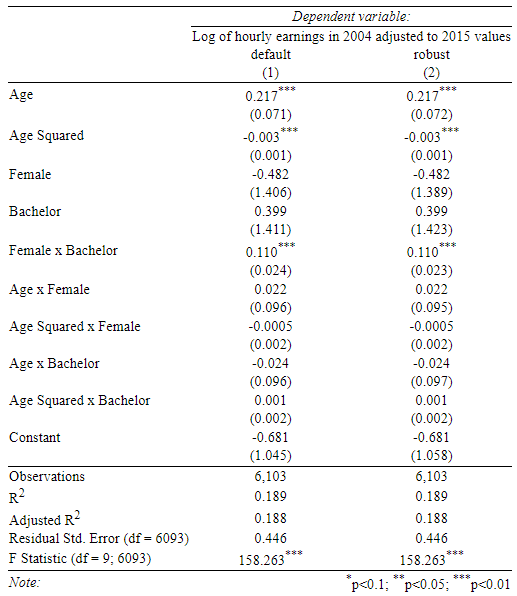 Dependent variable:
Log of hourly earnings in 2004 adjusted to 2015 values
default robust
(1) (2)
Age 0.217*** 0.217***
(0.071) (0.072)
Age Squared -0.003*** -0.003***
(0.001) (0.001)
Female -0.482 -0.482
(1.406) (1.389)
Bachelor 0.399 0.399
(1.411) (1.423)
Female x Bachelor 0.110*** 0.110***
(0.024) (0.023)
Age x Female 0.022 0.022
(0.096) (0.095)
Age Squared x Female -0.0005 -0.0005
(0.002) (0.002)
Age x Bachelor -0.024 -0.024
(0.096) (0.097)
Age Squared x Bachelor 0.001 0.001
(0.002) (0.002)
Constant -0.681 -0.681
(1.045) (1.058)
Observations 6,103 6,103
R2 0.189 0.189
Adjusted R2 0.188 0.188
Residual Std. Error (df = 6093) 0.446 0.446
F Statistic (df = 9; 6093) 158.263*** 158.263***
Note: *p<0.1; **p<0.05; ***p<0.01